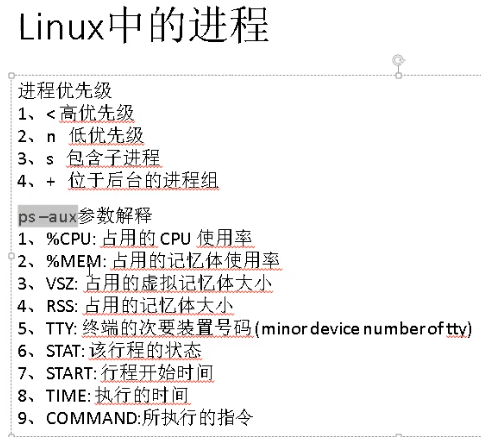 Linux中的进程
进程优先级
1、< 高优先级
2、n 低优先级
3、s 包含子进程
4、+ 位于后台的进程组
ps –aux参数解释
1、%CPU: 占用的 CPU 使用率
2、%MEM: 占用的记忆体使用率
3、VSZ: 占用的虚拟记忆体大小
4、RSS: 占用的记忆体大小
5、TTY: 终端的次要装置号码 (minor device number of tty)
6、STAT: 该行程的状态
7、START: 行程开始时间
8、TIME: 执行的时间
9、COMMAND:所执行的指令